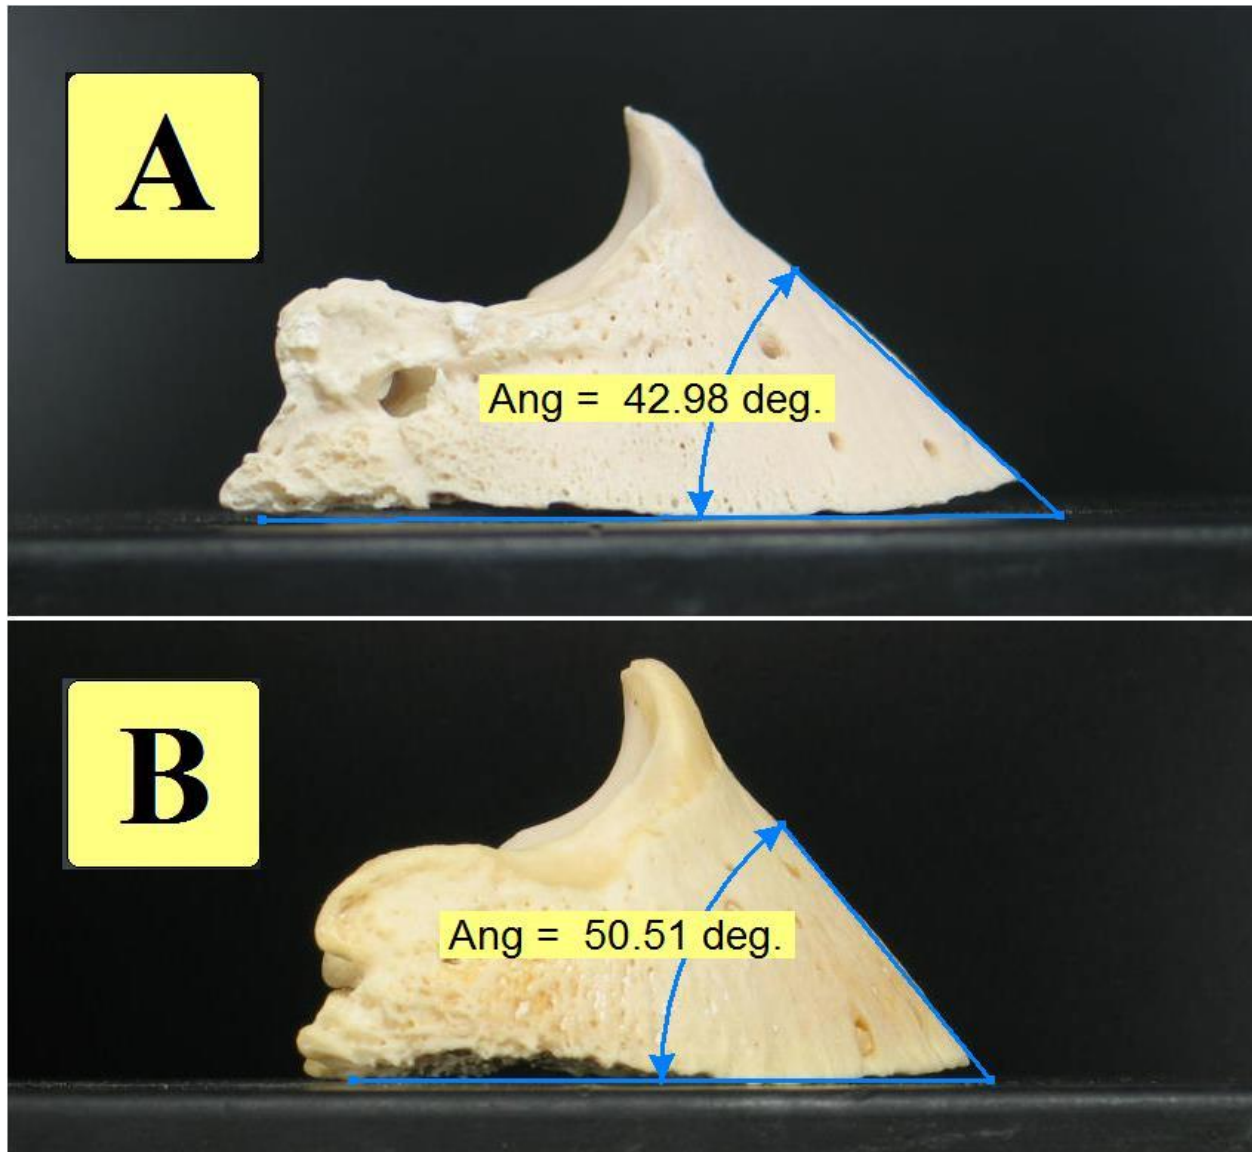 A
Ang =  42.98 deg.
B
Ang =  50.51 deg.